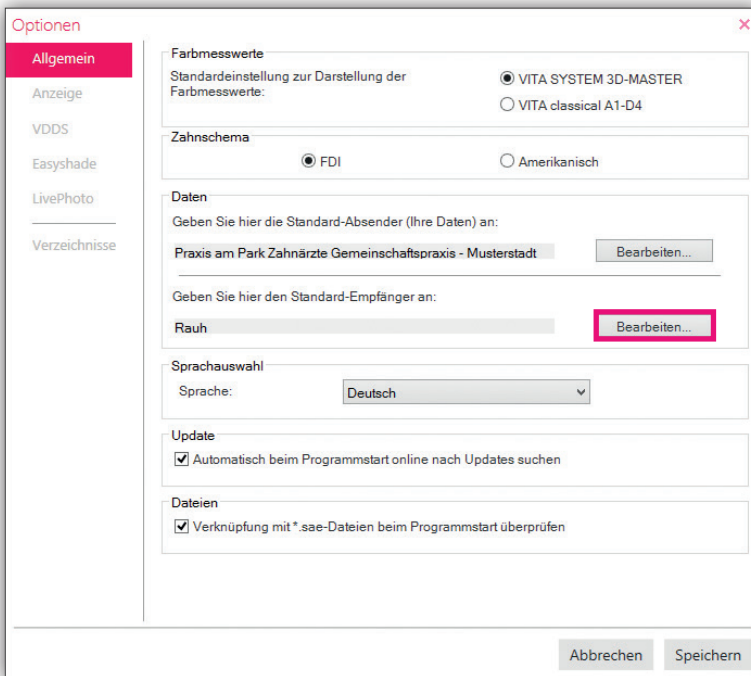 Optionen
Allgemein
Anzeige
VDDS
Easyshade
LivePhoto
Verzeichnisse
Farbmesswerte
Standardeinstellung zur Darstellung der
Farbmesswerte:
VITA SYSTEM 3D-MASTER
VITA classical A1-D4
Zahnschema
FDI
Amerikanisch
Daten
Geben Sie hier die Standard-Absender (Ihre Daten) an:
Praxis am Park Zahnärzte Gemeinschaftspraxis - Musterstadt
Bearbeiten...
Geben Sie hier den Standard-Empfänger an:
Rauh
Bearbeiten...
Sprachauswahl
Sprache:
Deutsch
Update
Automatisch beim Programmstart online nach Updates suchen
Dateien
Verknüpfung mit *.sae-Dateien beim Programmstart überprüfen
Abbrechen
Speichern